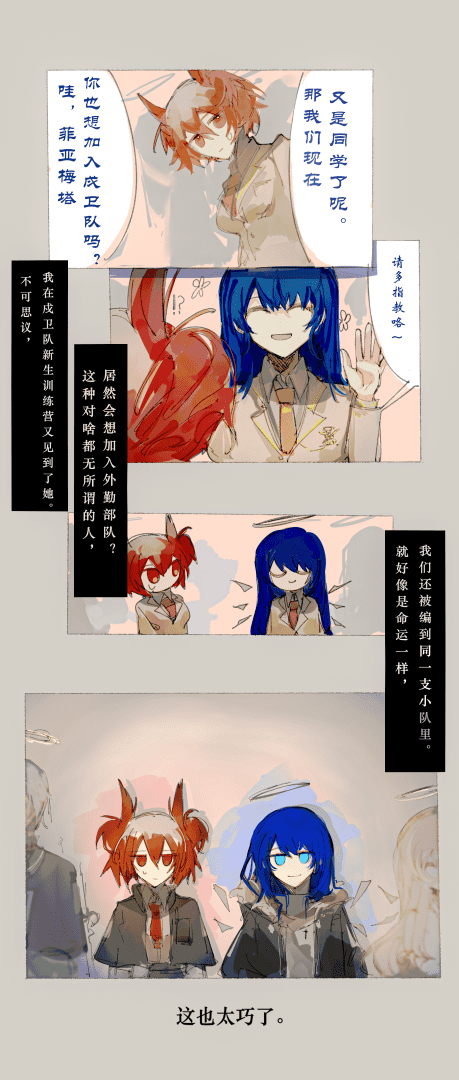 哇，菲亚梅塔
你也想加入戍卫队吗？
又是同学了呢。
那我们现在
请多指教咯～
!?
我在戍卫队新生训练营又见到了她。
不可思议，
居然会想加入外勤部队？
这种对啥都无所谓的人，
我们还被编到同一支小队里。
就好像是命运一样，
这也太巧了。